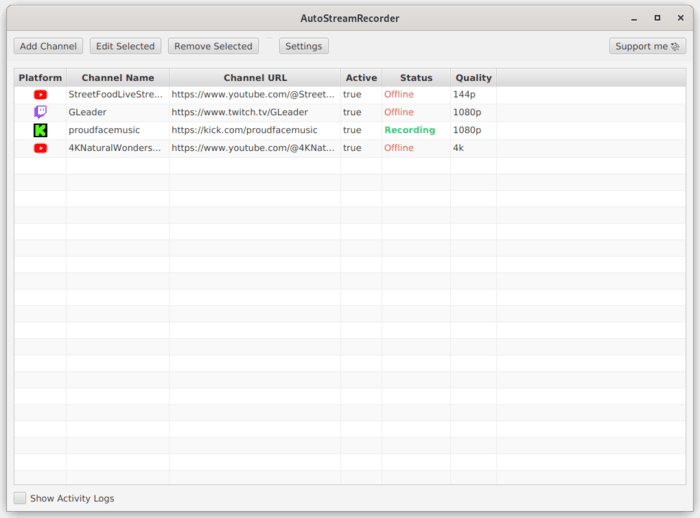 AutoStreamRecorder
Add Channel Edit Selected Remove Selected Settings Support me
Platform Channel Name Channel URL Active Status Quality
StreetFoodLiveStre... https://www.youtube.com/@Street... true Offline 144p
GLeader https://www.twitch.tv/GLeader true Offline 1080p
proudfacemusic https://kick.com/proudfacemusic true Recording 1080p
4KNaturalWonders... https://www.youtube.com/@4KNat... true Offline 4k
Show Activity Logs